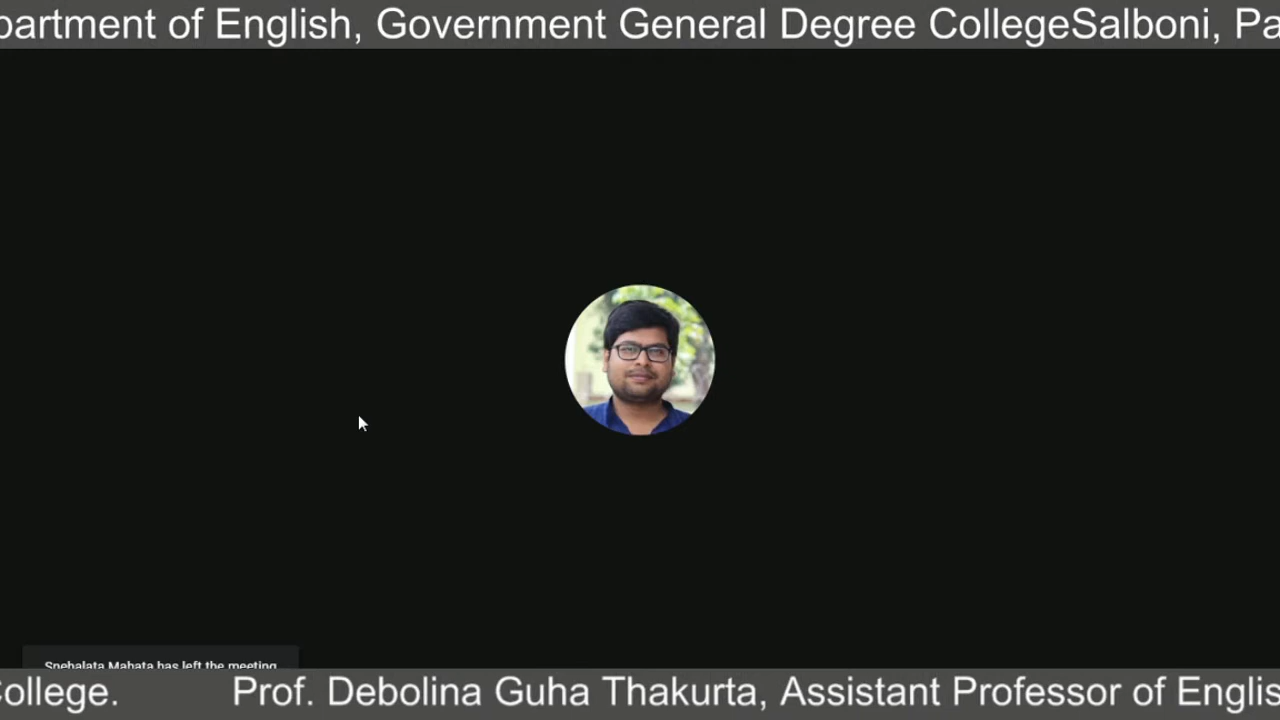 partment of English, Government General Degree CollegeSalboni, Pa
Snehalata Mahata has left the meeting
College. Prof. Debolina Guha Thakurta, Assistant Professor of Englis